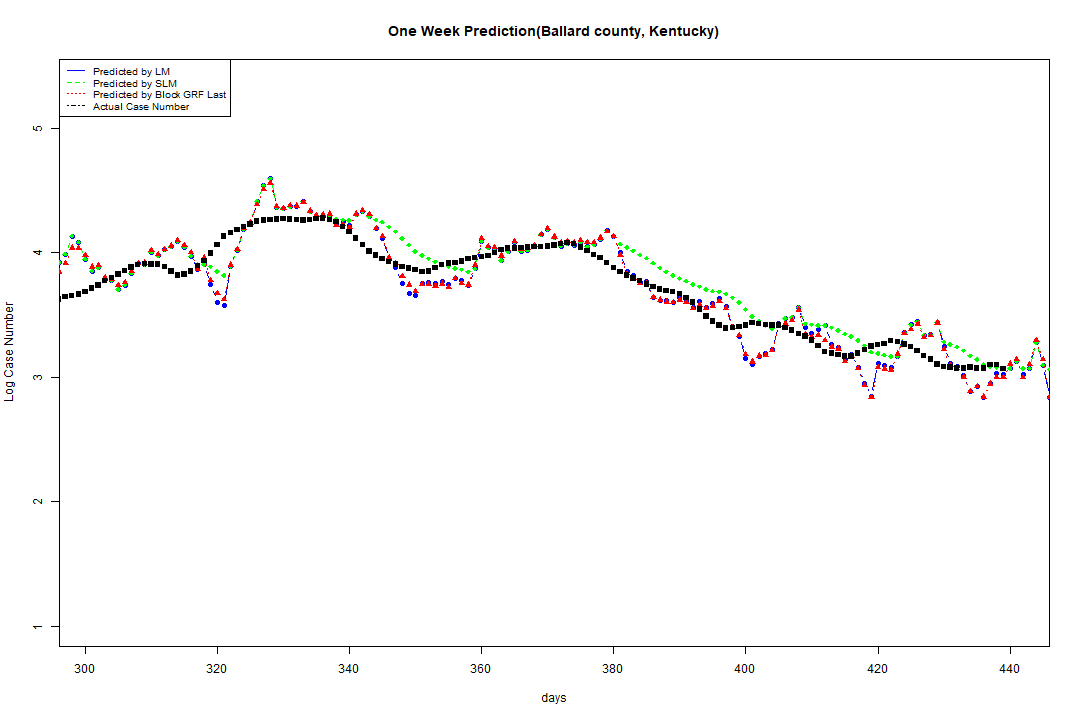 One Week Prediction(Ballard county, Kentucky)
Predicted by LM
Predicted by SLM
Predicted by Block GRF Last
Actual Case Number
5
4
3
2
1
Log Case Number
300 320 340 360 380 400 420 440
days